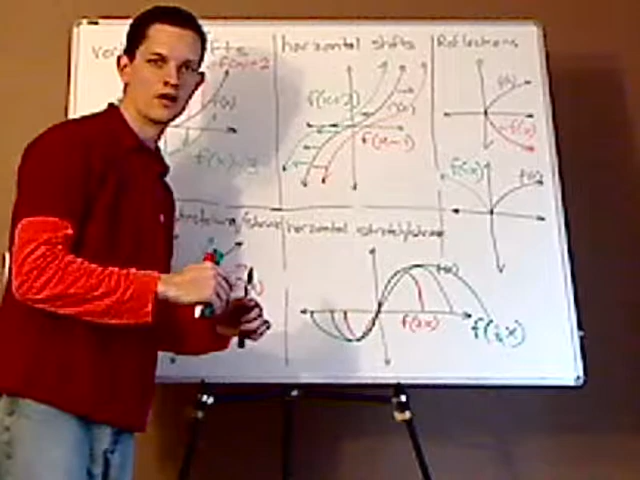 horizontal shifts
Reflections
f(x)+2
f(x)
f(x)-3
f(x+2)
f(x)
f(x-1)
f(x)
-f(x)
f(-x)
f(x)
horizontal stretch/shrink
f(x)
f(2x)
f(½x)